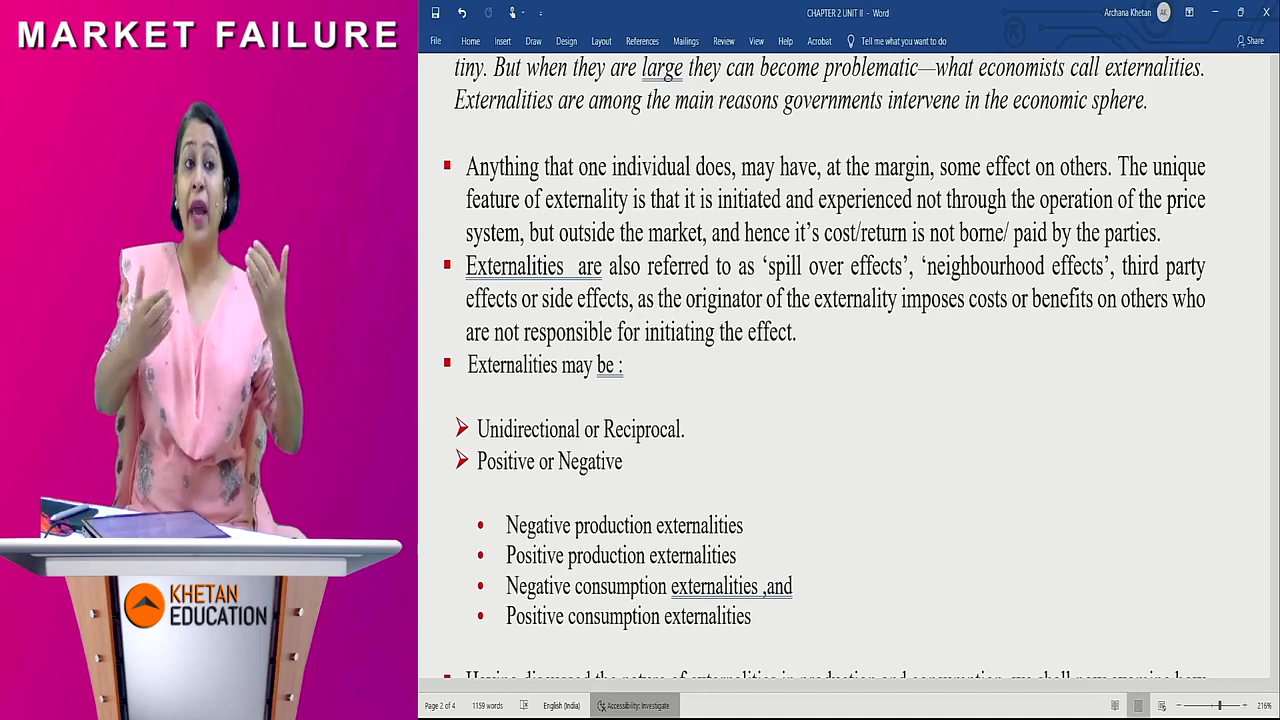 MARKET FAILURE
CHAPTER 2 UNIT II - Word
Archana Khetan
AK
File Home Insert Draw Design Layout References Mailings Review View Help Acrobat Tell me what you want to do
Share
tiny. But when they are large they can become problematic—what economists call externalities.
Externalities are among the main reasons governments intervene in the economic sphere.
Anything that one individual does, may have, at the margin, some effect on others. The unique
feature of externality is that it is initiated and experienced not through the operation of the price
system, but outside the market, and hence it’s cost/return is not borne/ paid by the parties.
Externalities are also referred to as ‘spill over effects’, ‘neighbourhood effects’, third party
effects or side effects, as the originator of the externality imposes costs or benefits on others who
are not responsible for initiating the effect.
Externalities may be :
Unidirectional or Reciprocal.
Positive or Negative
Negative production externalities
Positive production externalities
Negative consumption externalities ,and
Positive consumption externalities
KHETAN
EDUCATION
Page 2 of 4 1159 words English (India) Accessibility: Investigate
216%